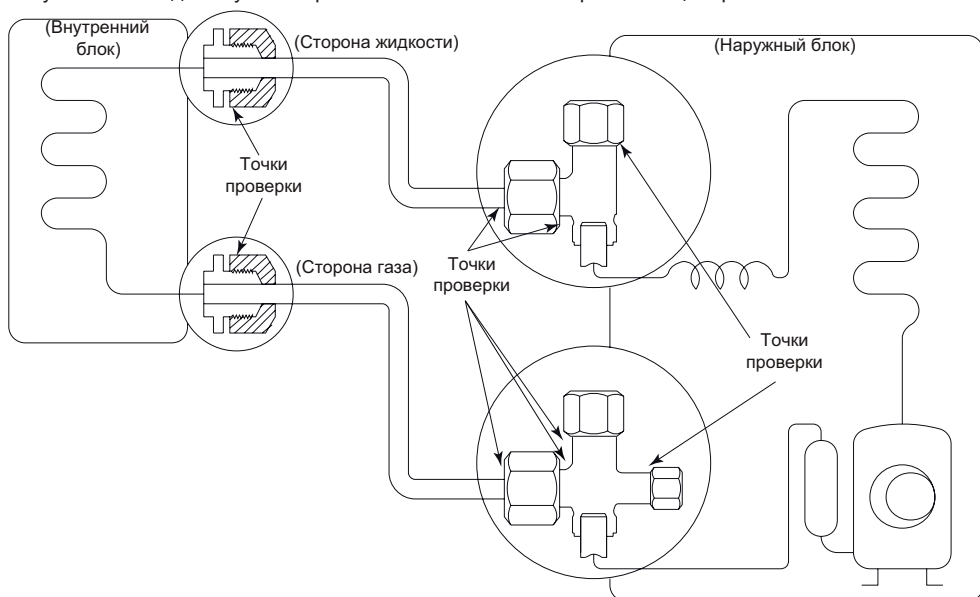 (Внутренний
блок)
(Сторона жидкости)
(Наружный блок)
Точки
проверки
(Сторона газа)
Точки
проверки
Точки
проверки